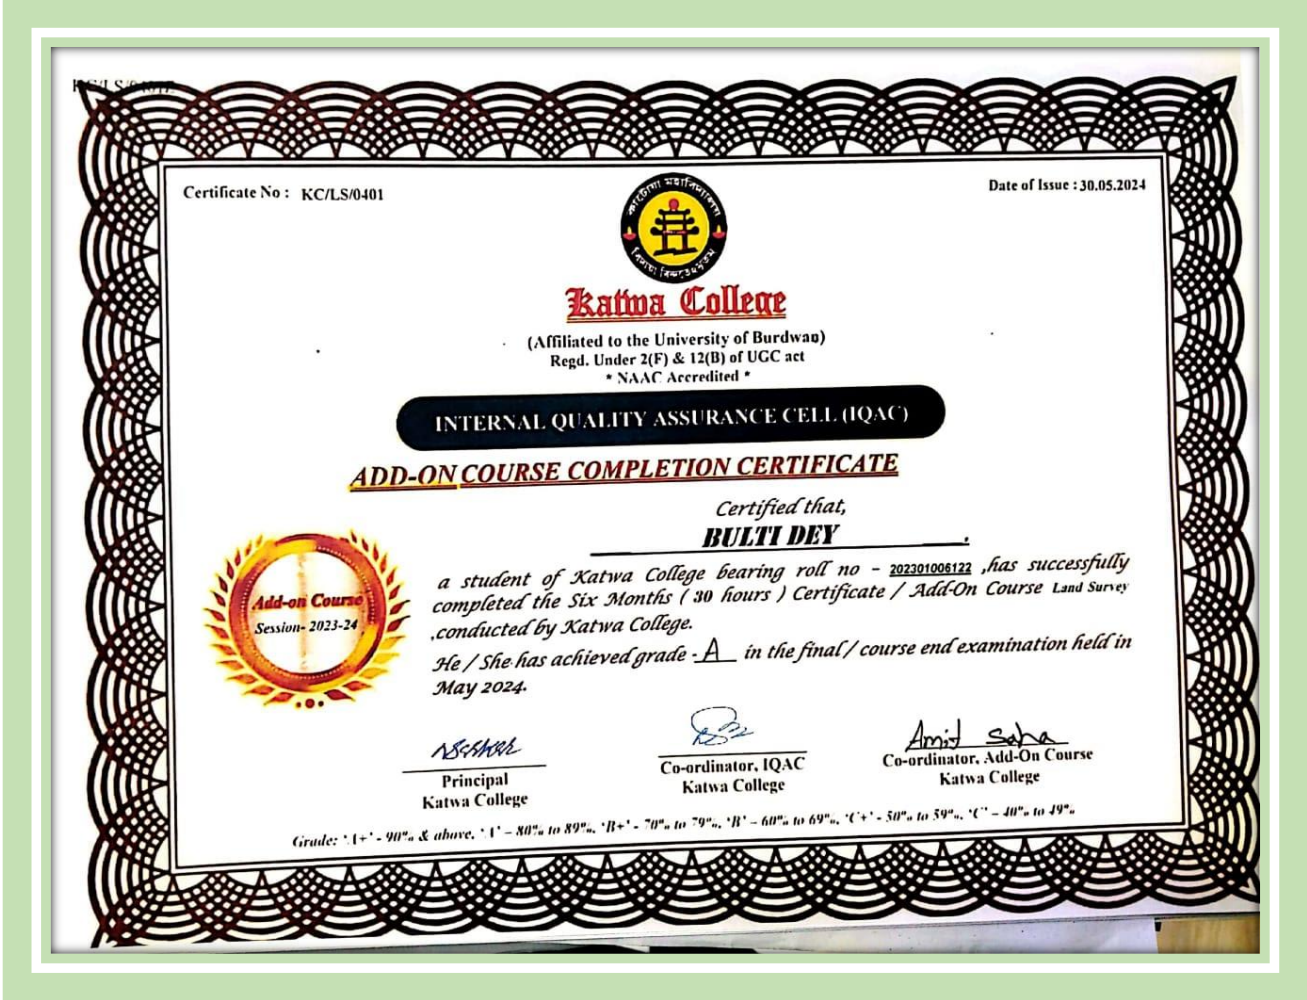 Certificate No : KC/LS/0401
Date of Issue : 30.05.2024
কাটোয়া মহাবিদ্যালয়
Katwa College
(Affiliated to the University of Burdwan)
Regd. Under 2(F) & 12(B) of UGC act
* NAAC Accredited *
INTERNAL QUALITY ASSURANCE CELL (IQAC)
ADD-ON COURSE COMPLETION CERTIFICATE
Certified that,
BULTI DEY .
a student of Katwa College bearing roll no - 202301006122 ,has successfully
completed the Six Months ( 30 hours ) Certificate / Add-On Course Land Survey
,conducted by Katwa College.
He / She has achieved grade - A in the final / course end examination held in
May 2024.
Add-on Course
Session- 2023-24
Principal
Katwa College
Co-ordinator, IQAC
Katwa College
Amit Saha
Co-ordinator, Add-On Course
Katwa College
Grade: 'A+' - 90% & above, 'A' – 80% to 89%, 'B+' - 70% to 79%, 'B' – 60% to 69%, 'C+' - 50% to 59%, 'C' – 40% to 49%